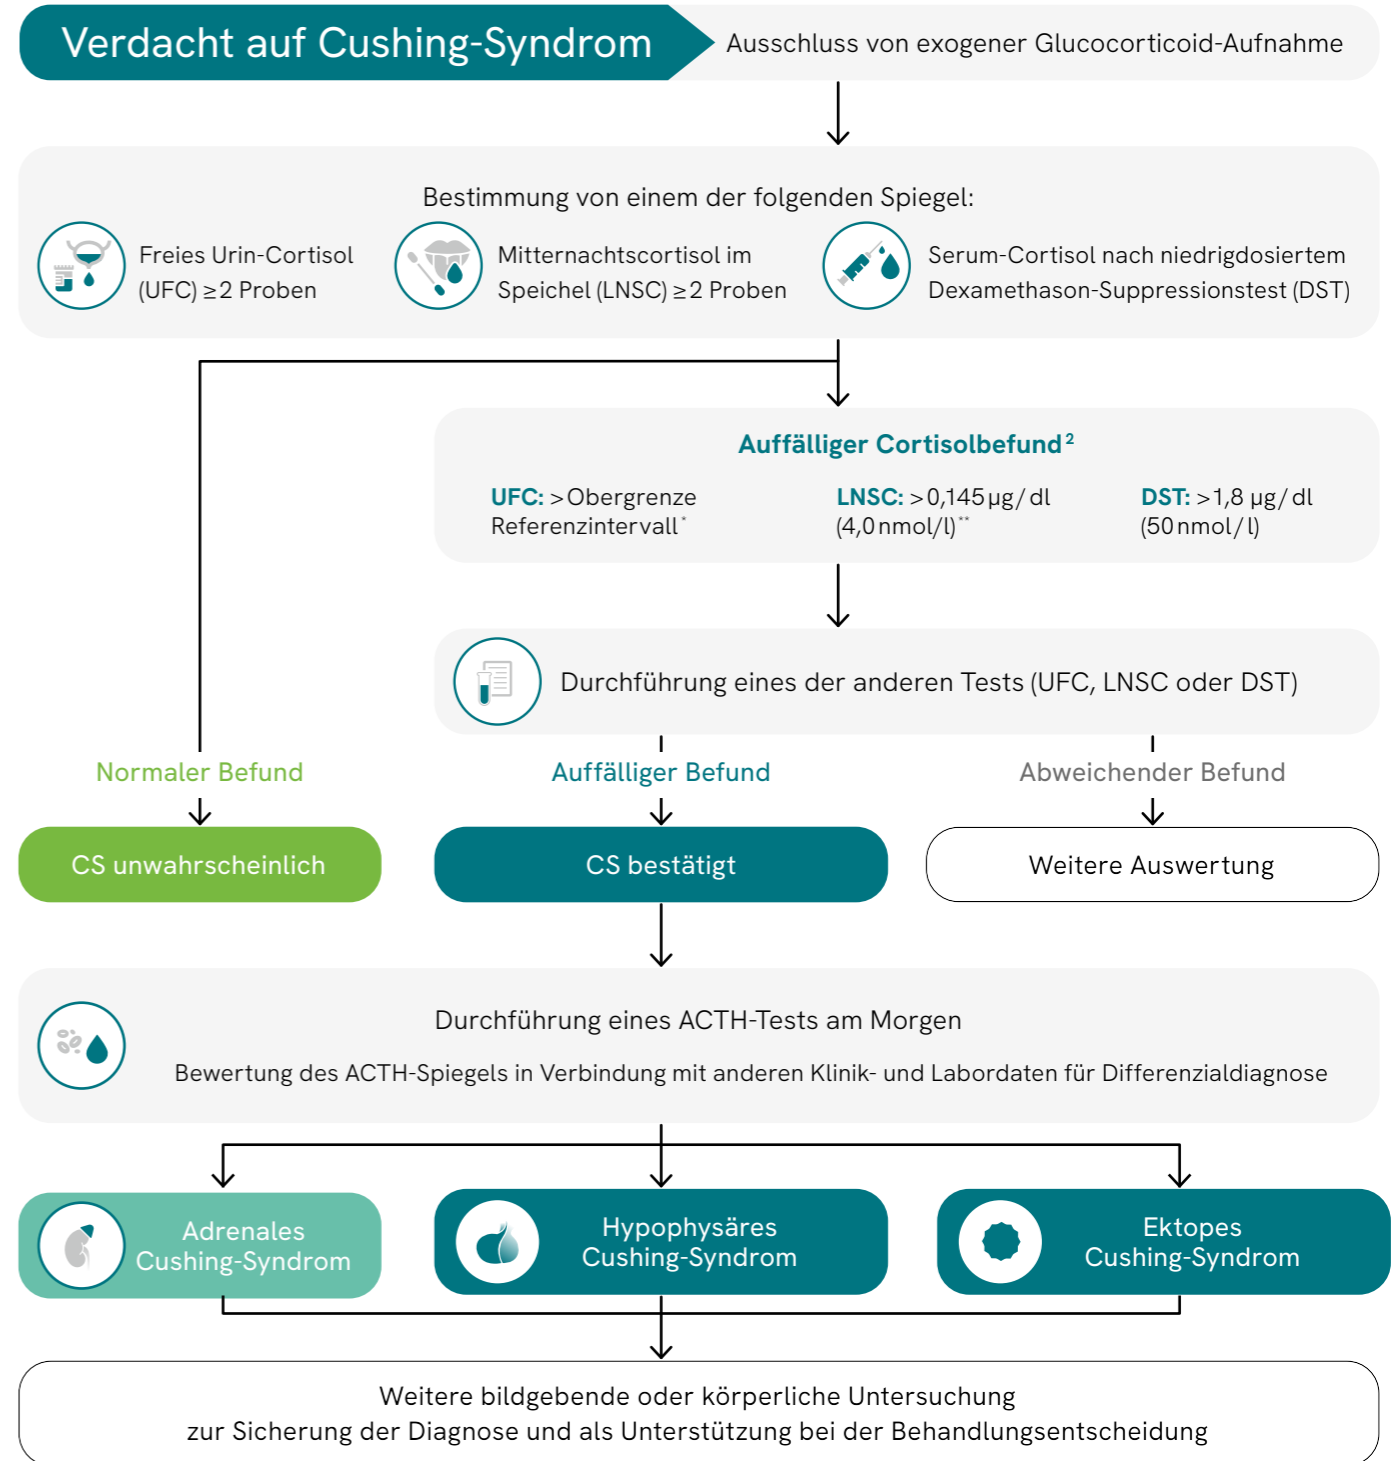 Verdacht auf Cushing-Syndrom
Ausschluss von exogener Glucocorticoid-Aufnahme
Bestimmung von einem der folgenden Spiegel:
Freies Urin-Cortisol
(UFC) ≥2 Proben
Mitternachtscortisol im
Speichel (LNSC) ≥2 Proben
Serum-Cortisol nach niedrigdosiertem
Dexamethason-Suppressionstest (DST)
Auffälliger Cortisolbefund²
UFC: >Obergrenze
Referenzintervall*
LNSC: >0,145 µg/dl
(4,0 nmol/l)**
DST: >1,8 µg/dl
(50 nmol/l)
Durchführung eines der anderen Tests (UFC, LNSC oder DST)
Normaler Befund
Auffälliger Befund
Abweichender Befund
CS unwahrscheinlich
CS bestätigt
Weitere Auswertung
Durchführung eines ACTH-Tests am Morgen
Bewertung des ACTH-Spiegels in Verbindung mit anderen Klinik- und Labordaten für Differenzialdiagnose
Adrenales
Cushing-Syndrom
Hypophysäres
Cushing-Syndrom
Ektopes
Cushing-Syndrom
Weitere bildgebende oder körperliche Untersuchung
zur Sicherung der Diagnose und als Unterstützung bei der Behandlungsentscheidung